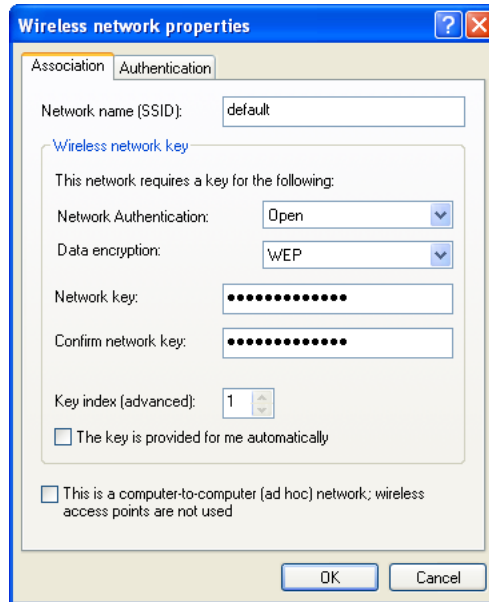 Wireless network properties
Association Authentication
Network name (SSID): default
Wireless network key
This network requires a key for the following:
Network Authentication: Open
Data encryption: WEP
Network key: •••••••••••••
Confirm network key: •••••••••••••
Key index (advanced): 1
The key is provided for me automatically
This is a computer-to-computer (ad hoc) network; wireless
access points are not used
OK Cancel